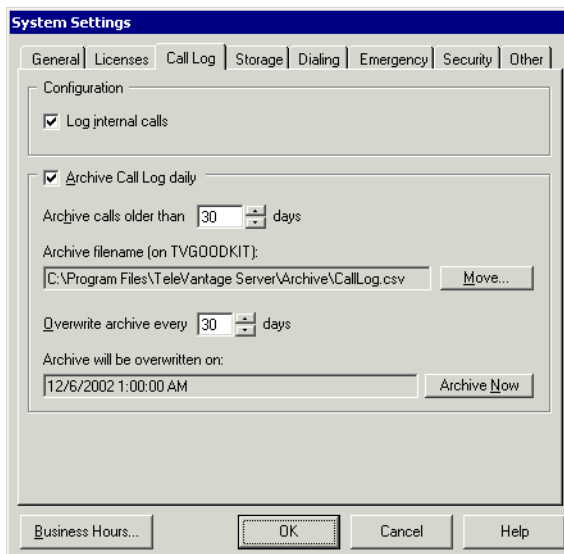 System Settings
General Licenses Call Log Storage Dialing Emergency Security Other
Configuration
Log internal calls
Archive Call Log daily
Archive calls older than 30 days
Archive filename (on TVGOODKIT):
C:\Program Files\TeleVantage Server\Archive\CallLog.csv Move...
Overwrite archive every 30 days
Archive will be overwritten on:
12/6/2002 1:00:00 AM Archive Now
Business Hours... OK Cancel Help